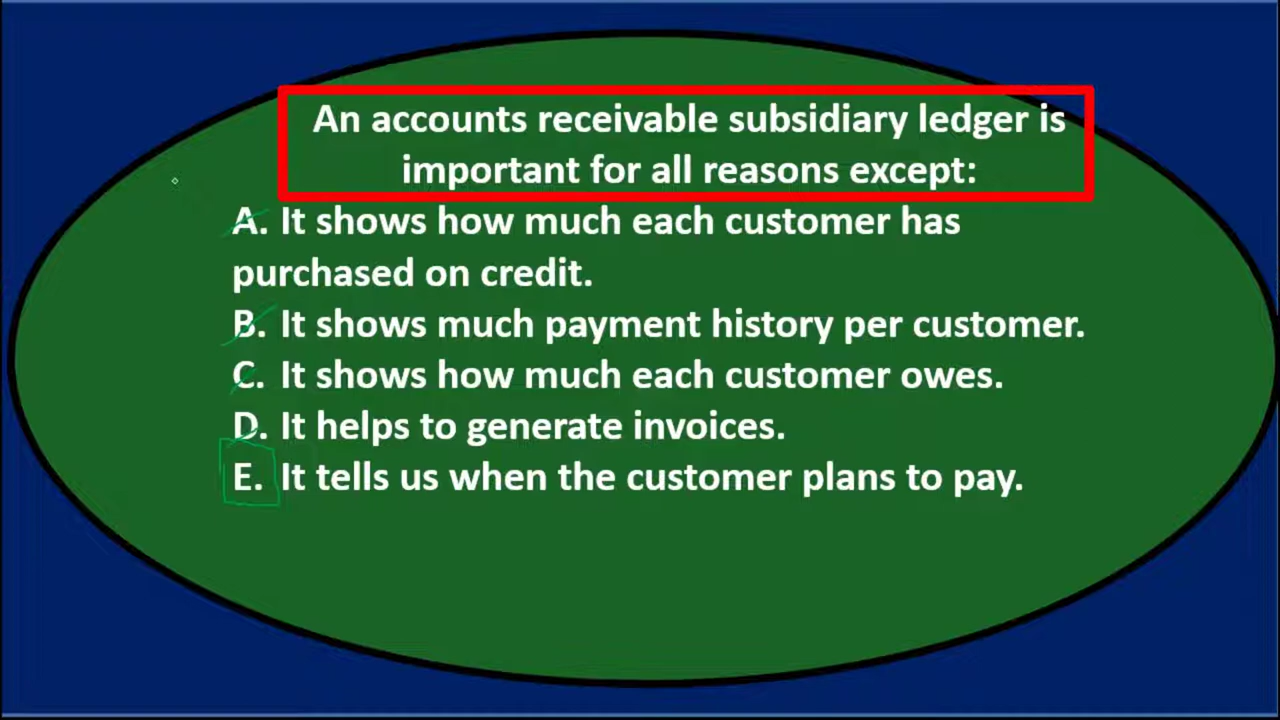 An accounts receivable subsidiary ledger is
important for all reasons except:
A. It shows how much each customer has
purchased on credit.
B. It shows much payment history per customer.
C. It shows how much each customer owes.
D. It helps to generate invoices.
E. It tells us when the customer plans to pay.